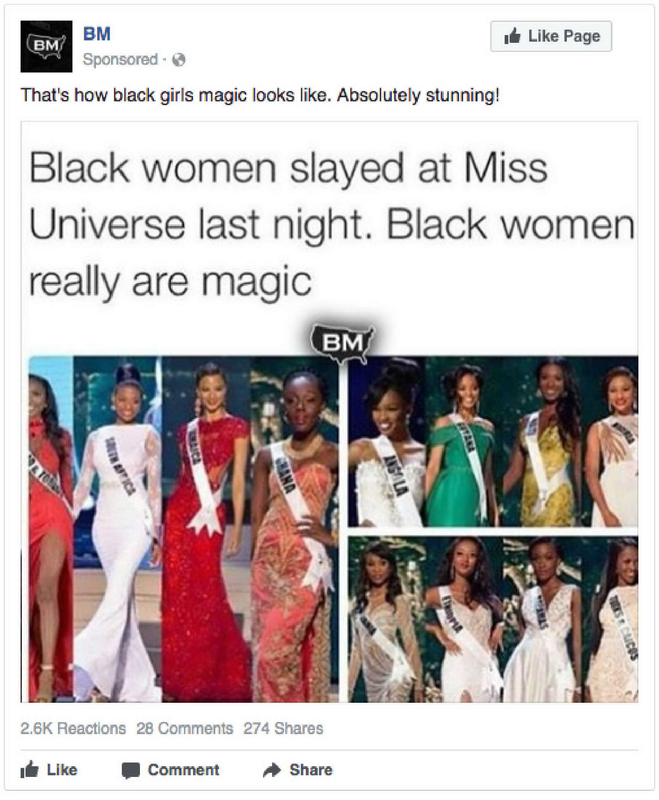 BM
BM
Sponsored ·
Like Page
That's how black girls magic looks like. Absolutely stunning!
Black women slayed at Miss
Universe last night. Black women
really are magic
BM
SOUTH AFRICA
JAMAICA
GHANA
ANGOLA
GUYANA
ETHIOPIA
TURKS & CAICOS
2.6K Reactions 28 Comments 274 Shares
Like Comment Share